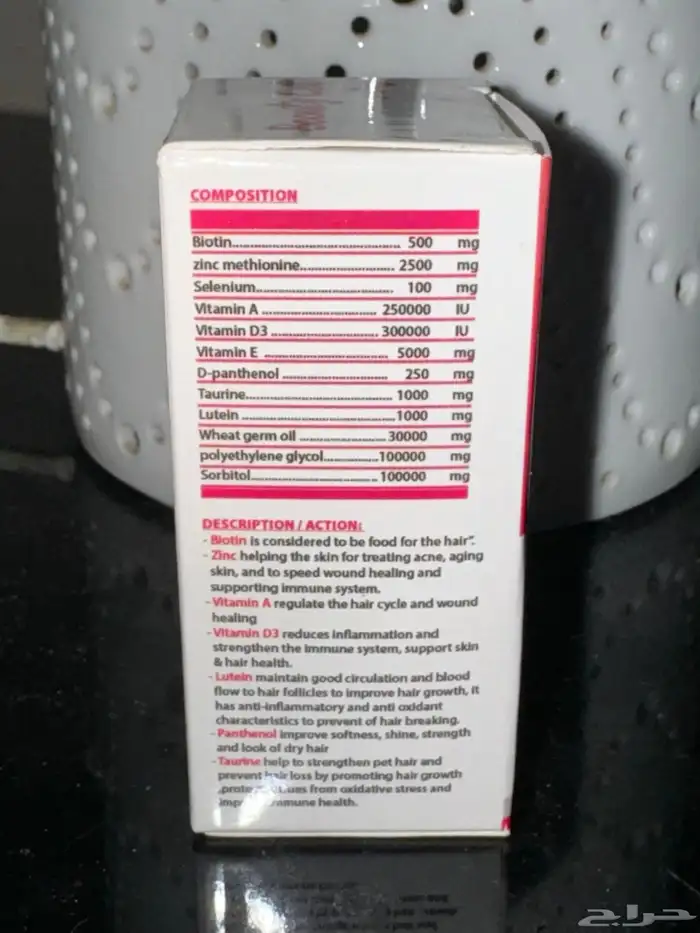 COMPOSITION
Biotin........ 500 mg
zinc methionine........ 2500 mg
Selenium........ 100 mg
Vitamin A ........ 250000 IU
Vitamin D3 ........ 300000 IU
Vitamin E ........ 5000 mg
D-panthenol ........ 250 mg
Taurine........ 1000 mg
Lutein ........ 1000 mg
Wheat germ oil ........ 30000 mg
polyethylene glycol........ 100000 mg
Sorbitol........ 100000 mg
DESCRIPTION / ACTION:
- Biotin is considered to be food for the hair".
- Zinc helping the skin for treating acne, aging
skin, and to speed wound healing and
supporting immune system.
- Vitamin A regulate the hair cycle and wound
healing
- Vitamin D3 reduces inflammation and
strengthen the immune system, support skin
& hair health.
- Lutein maintain good circulation and blood
flow to hair follicles to improve hair growth, it
has anti-inflammatory and anti oxidant
characteristics to prevent of hair breaking.
- Panthenol improve softness, shine, strength
and look of dry hair
- Taurine help to strengthen pet hair and
prevent hair loss by promoting hair growth
from oxidative stress and
immune health.
حراج